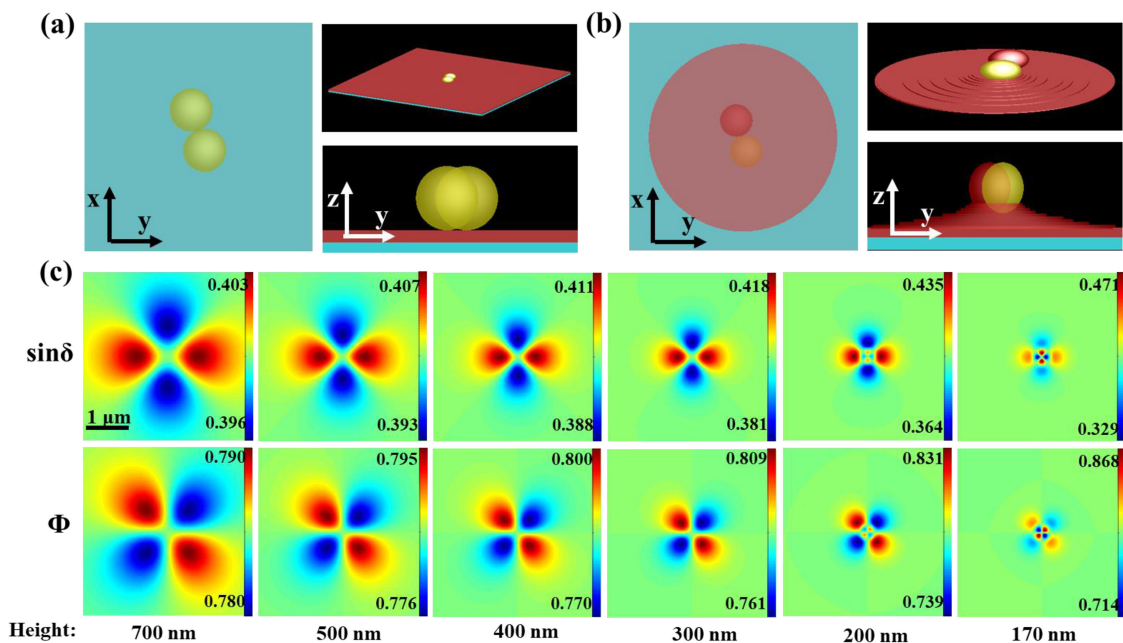 (a)
(b)
x
y
z
y
x
y
z
y
(c)
sinδ
0.403
0.407
0.411
0.418
0.435
0.471
1 μm
0.396
0.393
0.388
0.381
0.364
0.329
Φ
0.790
0.795
0.800
0.809
0.831
0.868
0.780
0.776
0.770
0.761
0.739
0.714
Height: 700 nm 500 nm 400 nm 300 nm 200 nm 170 nm